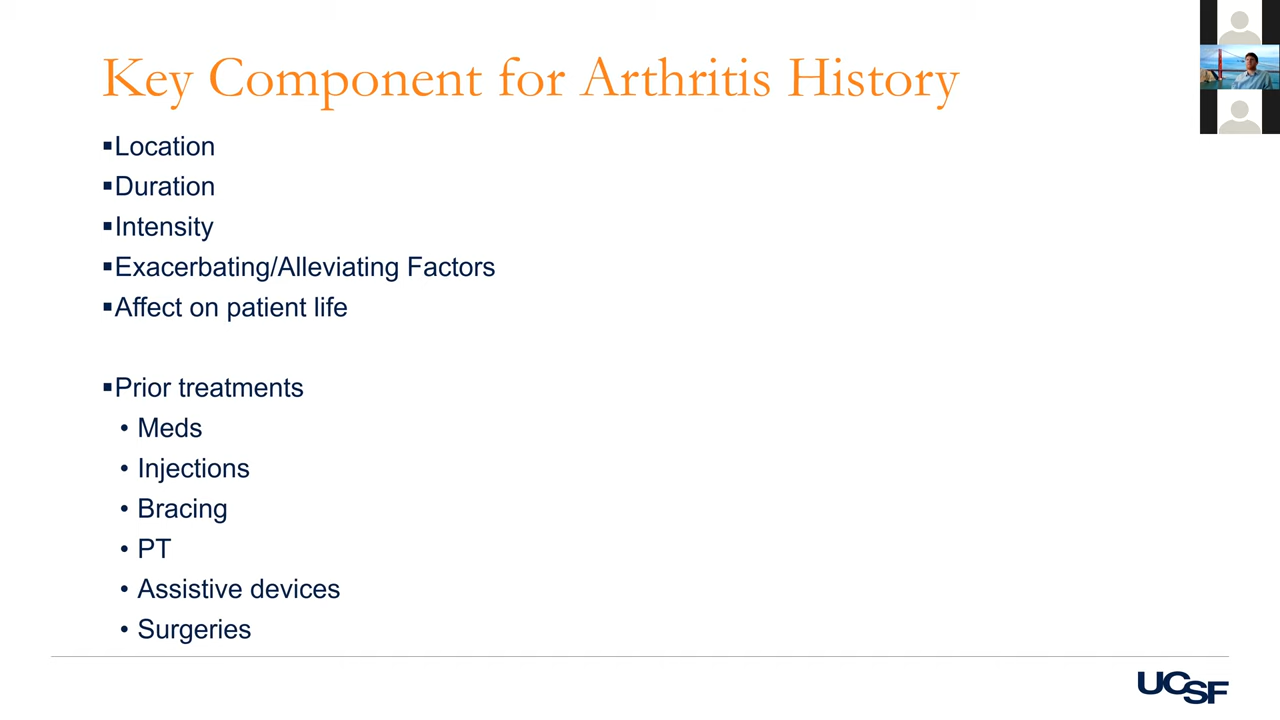 Key Component for Arthritis History
▪Location
▪Duration
▪Intensity
▪Exacerbating/Alleviating Factors
▪Affect on patient life
▪Prior treatments
• Meds
• Injections
• Bracing
• PT
• Assistive devices
• Surgeries
UCSF